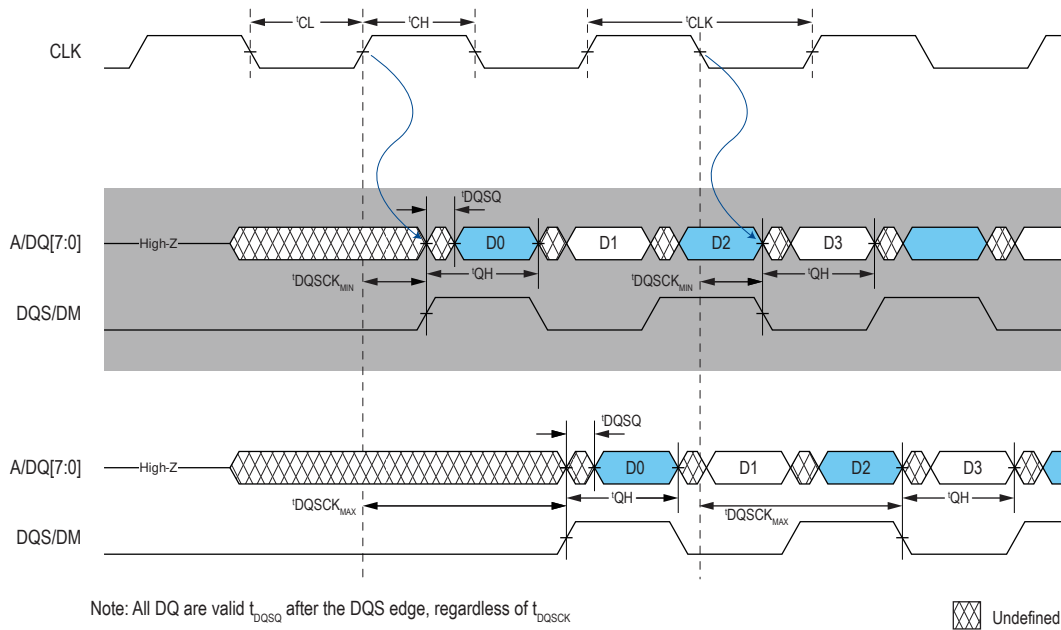 tCL
tCH
tCLK
CLK
tDQSQ
A/DQ[7:0]
High-Z
D0
D1
D2
D3
tDQSCKMIN
tQH
tDQSCKMIN
tQH
DQS/DM
tDQSQ
A/DQ[7:0]
High-Z
D0
D1
D2
D3
tDQSCKMAX
tQH
tDQSCKMAX
tQH
DQS/DM
Note: All DQ are valid tDQSQ after the DQS edge, regardless of tDQSCK
Undefined